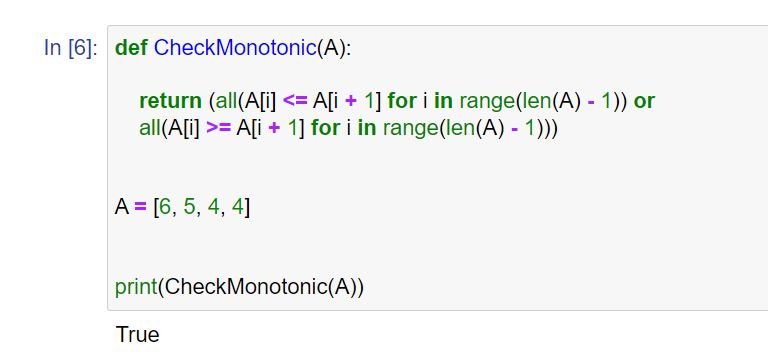 In [6]: def CheckMonotonic(A):
return (all(A[i] <= A[i + 1] for i in range(len(A) - 1)) or
all(A[i] >= A[i + 1] for i in range(len(A) - 1)))
A = [6, 5, 4, 4]
print(CheckMonotonic(A))
True